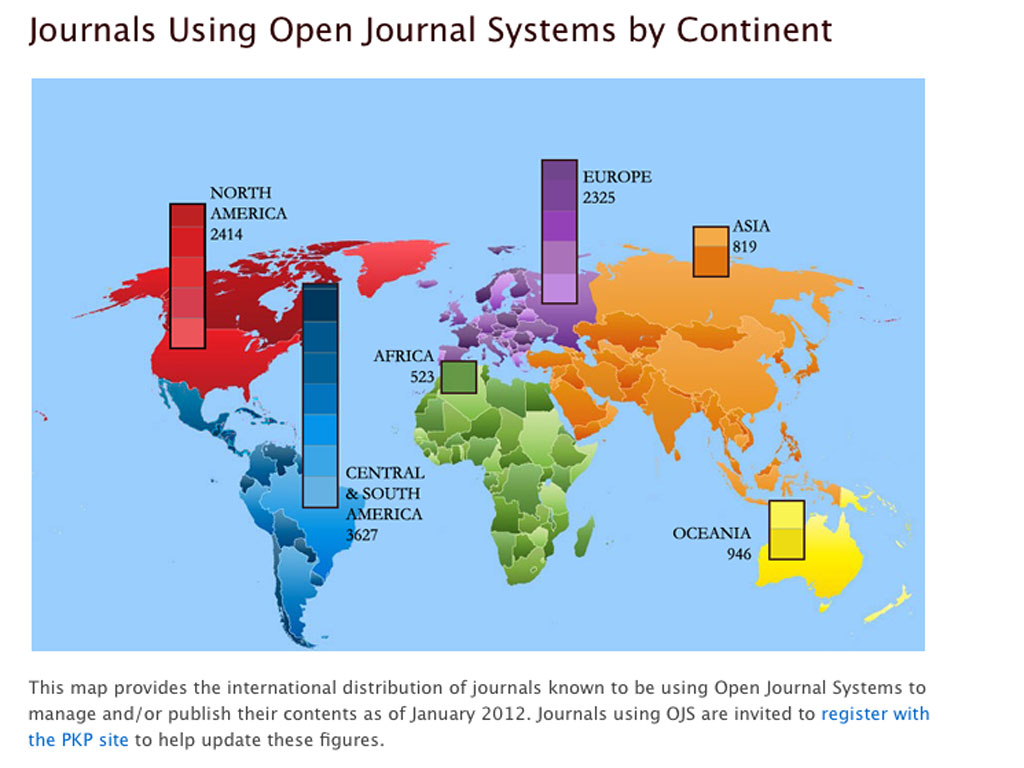 Journals Using Open Journal Systems by Continent
NORTH
AMERICA
2414
EUROPE
2325
ASIA
819
AFRICA
523
CENTRAL
& SOUTH
AMERICA
3627
OCEANIA
946
This map provides the international distribution of journals known to be using Open Journal Systems to
manage and/or publish their contents as of January 2012. Journals using OJS are invited to register with
the PKP site to help update these figures.